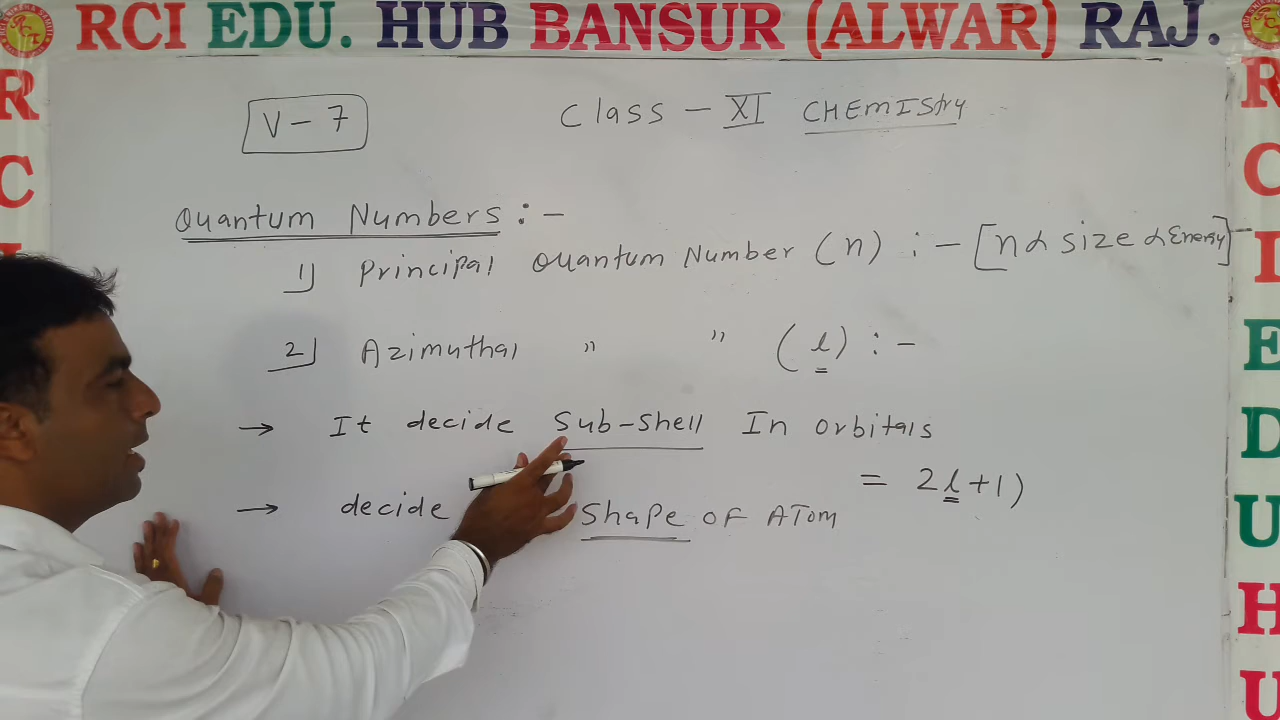 RCI EDU. HUB BANSUR (ALWAR) RAJ.
V-7
Class - XI CHEMIStry
Quantum Numbers :-
1) Principal Quantum Number (n) :- [n α size α Energy]
2) Azimuthal " " (l) :-
→ It decide Sub-Shell In orbitals
= 2l+1)
→ decide Shape OF ATom
R
C
I
R
C
I
E
D
U
H
U